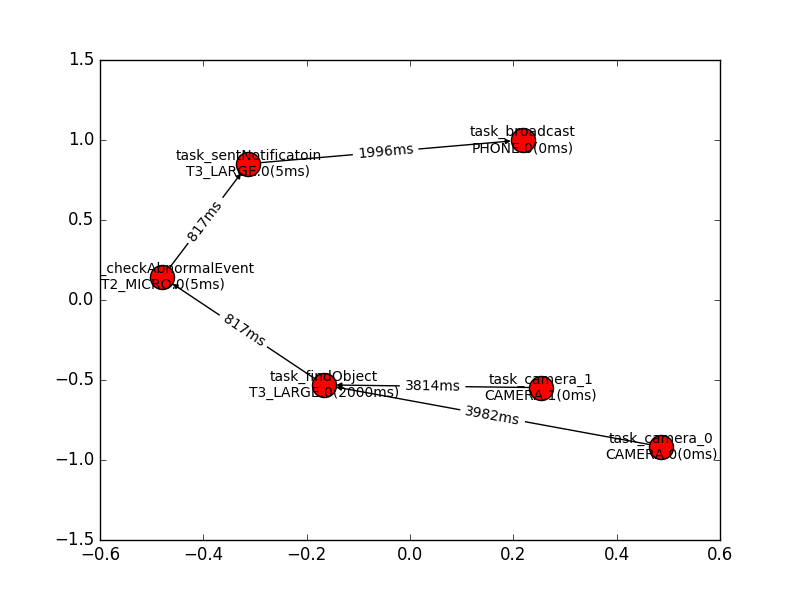 1.5
1.0
0.5
0.0
−0.5
−1.0
−1.5
−0.6
−0.4
−0.2
0.0
0.2
0.4
0.6
task_broadcast
PHONE.0(0ms)
1996ms
task_sentNotificatoin
T3_LARGE.0(5ms)
817ms
_checkAbnormalEvent
T2_MICRO.0(5ms)
817ms
task_findObject
T3_LARGE.0(2000ms)
3814ms
task_camera_1
CAMERA.1(0ms)
3982ms
task_camera_0
CAMERA.0(0ms)